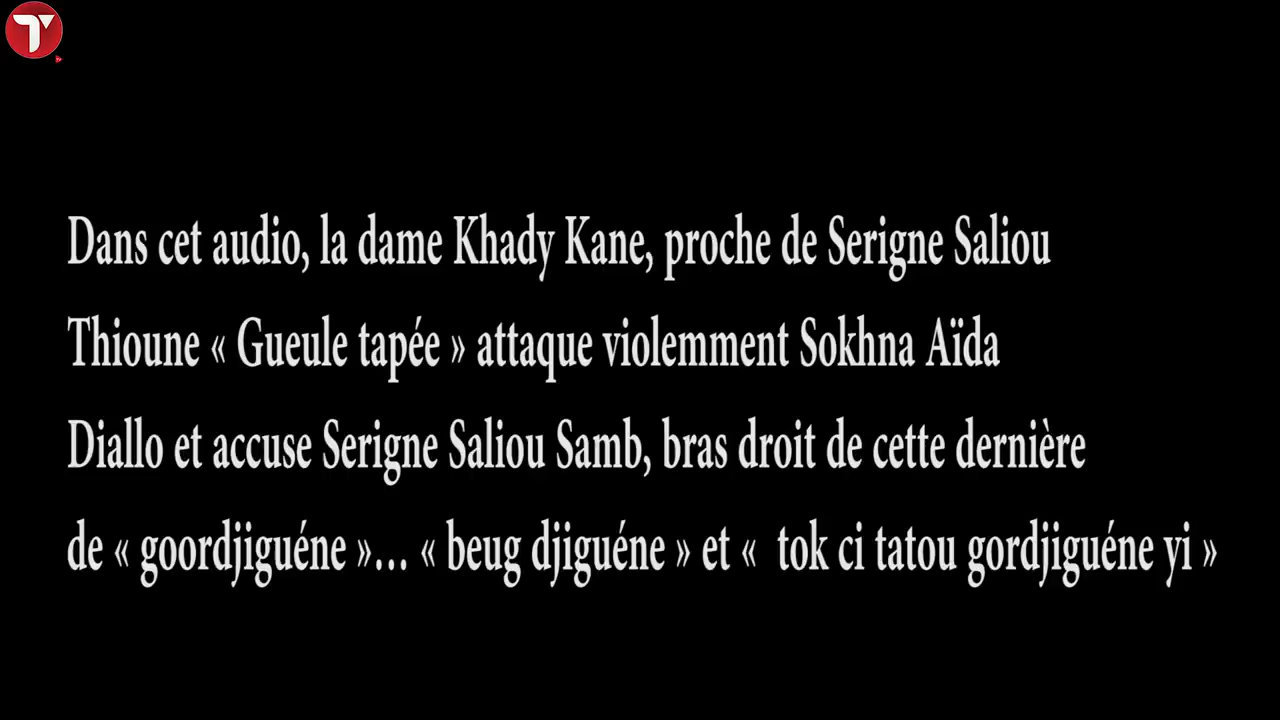 Dans cet audio, la dame Khady Kane, proche de Serigne Saliou
Thioune « Gueule tapée » attaque violemment Sokhna Aïda
Diallo et accuse Serigne Saliou Samb, bras droit de cette dernière
de « goordjiguéne »... « beug djiguéne » et «  tok ci tatou gordjiguéne yi »